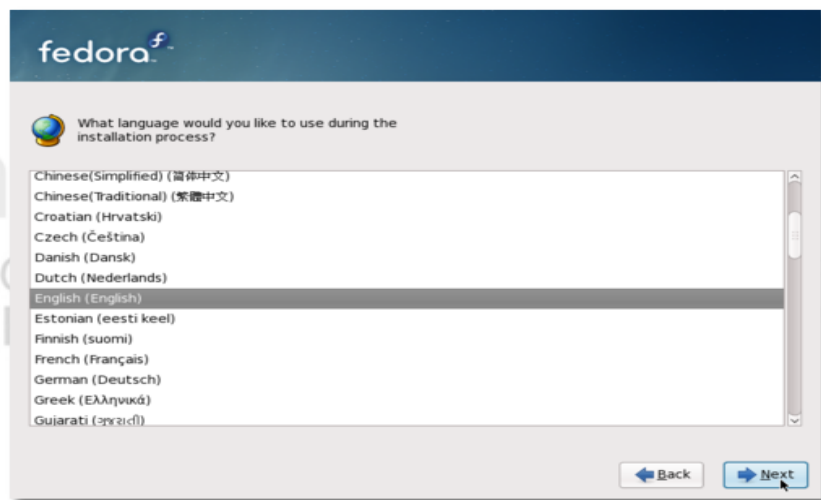 fedora
What language would you like to use during the
installation process?
Chinese(Simplified) (简体中文)
Chinese(Traditional) (繁體中文)
Croatian (Hrvatski)
Czech (Čeština)
Danish (Dansk)
Dutch (Nederlands)
English (English)
Estonian (eesti keel)
Finnish (suomi)
French (Français)
German (Deutsch)
Greek (Ελληνικά)
Gujarati (ગુજરાતી)
Back
Next